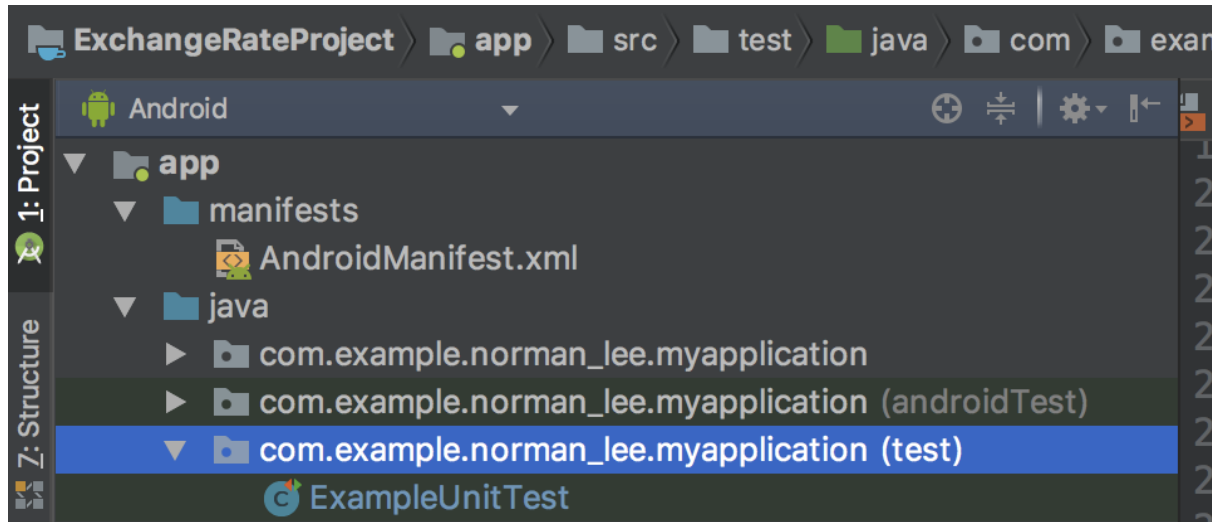 ExchangeRateProject app src test java com exam
Android
1: Project
app
manifests
AndroidManifest.xml
java
7: Structure
com.example.norman_lee.myapplication
com.example.norman_lee.myapplication (androidTest)
com.example.norman_lee.myapplication (test)
ExampleUnitTest